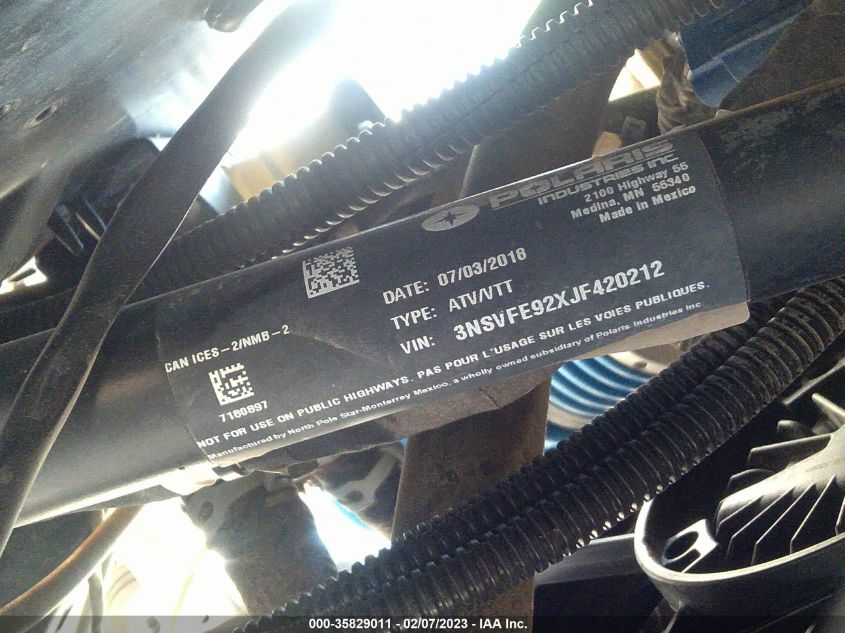 POLARIS
INDUSTRIES INC.
2100 Highway 55
Medina, MN 55340
Made in Mexico
DATE: 07/03/2018
TYPE: ATV/VTT
VIN: 3NSVFE92XJF420212
CAN ICES-2/NMB-2
7180897
NOT FOR USE ON PUBLIC HIGHWAYS. PAS POUR L'USAGE SUR LES VOIES PUBLIQUES.
Manufactured by North Pole Star-Monterrey Mexico, a wholly owned subsidiary of Polaris Industries Inc
000-35829011 - 02/07/2023 - IAA Inc.